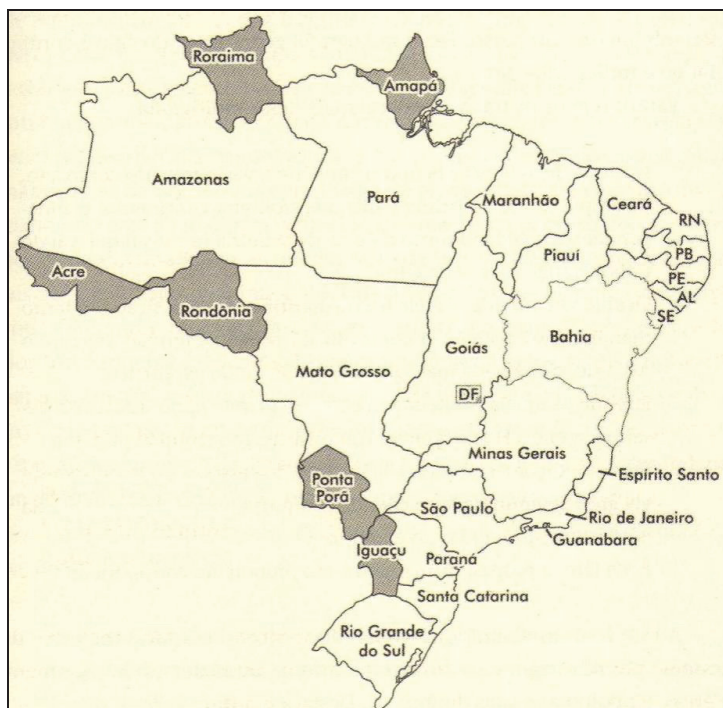 Roraima
Amapá
Amazonas
Pará
Maranhão
Ceará
RN
PB
Piauí
PE
Acre
AL
Rondônia
SE
Bahia
Goiás
Mato Grosso
DF
Minas Gerais
Espírito Santo
Ponta
Porã
São Paulo
Rio de Janeiro
Guanabara
Iguaçu
Paraná
Santa Catarina
Rio Grande
do Sul